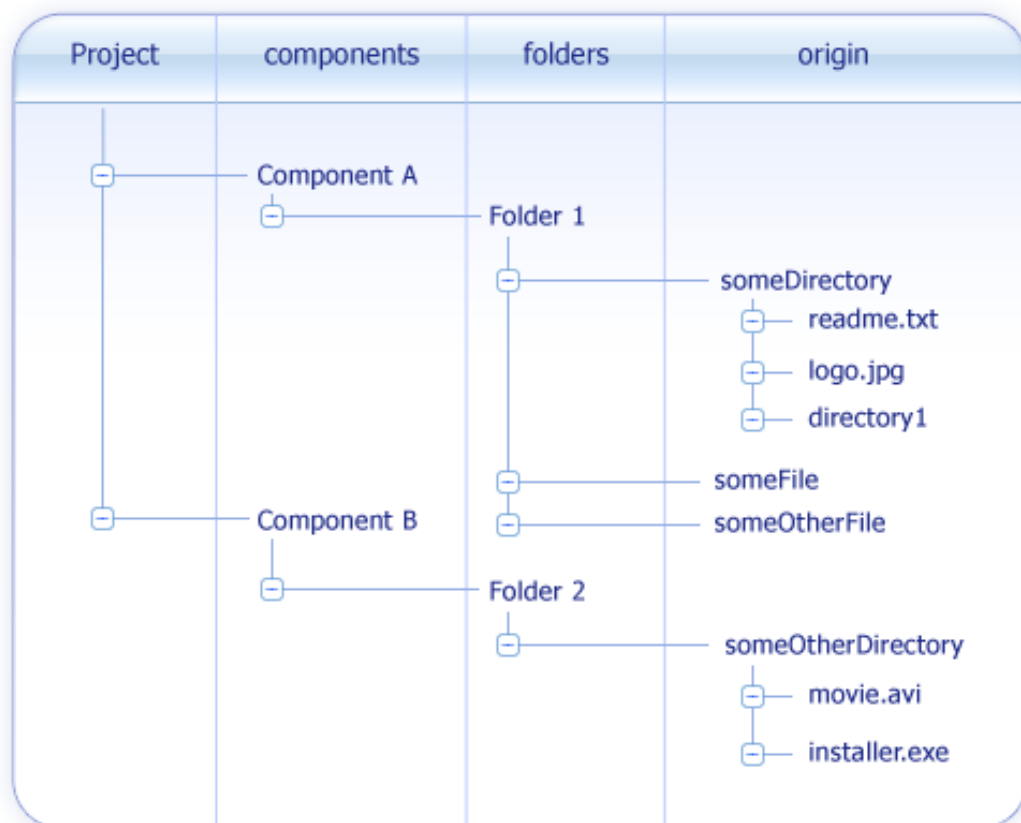 Project components folders origin
Component A
Folder 1
someDirectory
readme.txt
logo.jpg
directory1
someFile
Component B
someOtherFile
Folder 2
someOtherDirectory
movie.avi
installer.exe